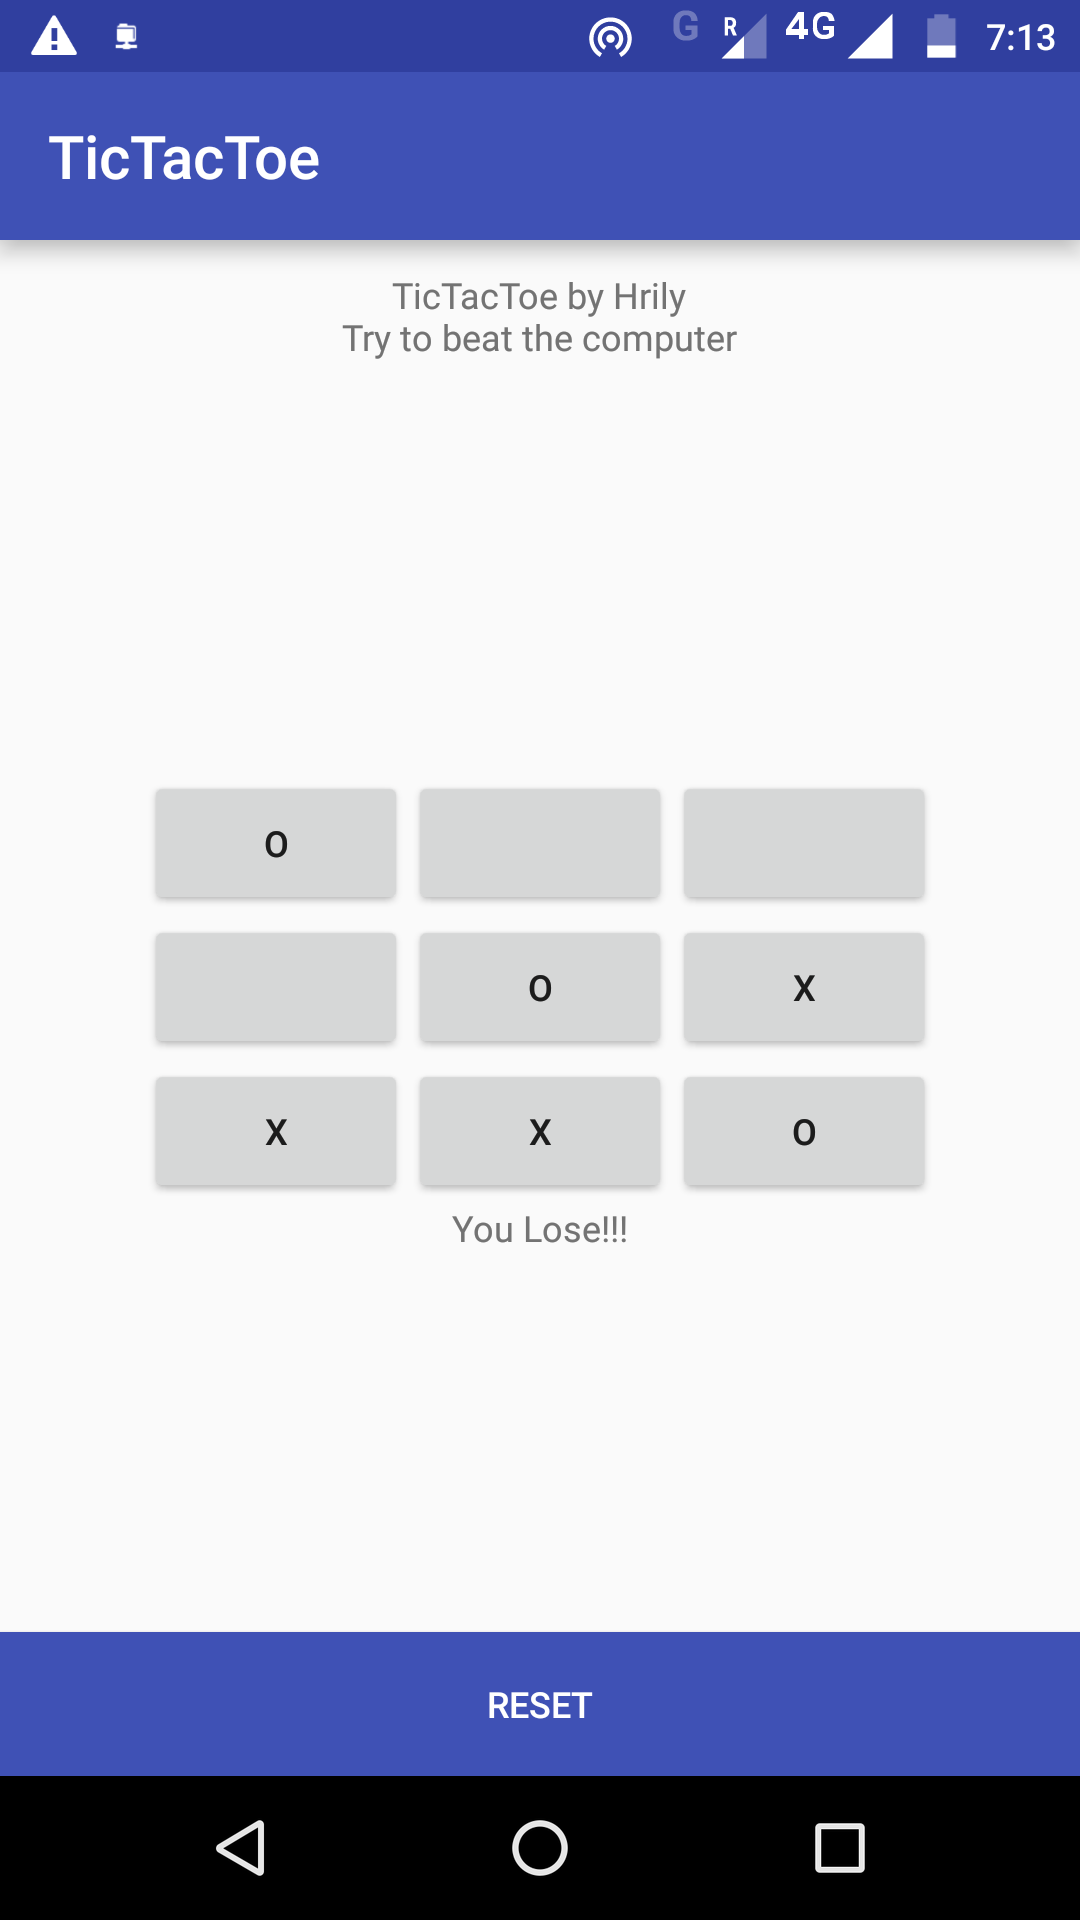 G R 4G 7:13
TicTacToe
TicTacToe by Hrily
Try to beat the computer
O
O X
X X O
You Lose!!!
RESET